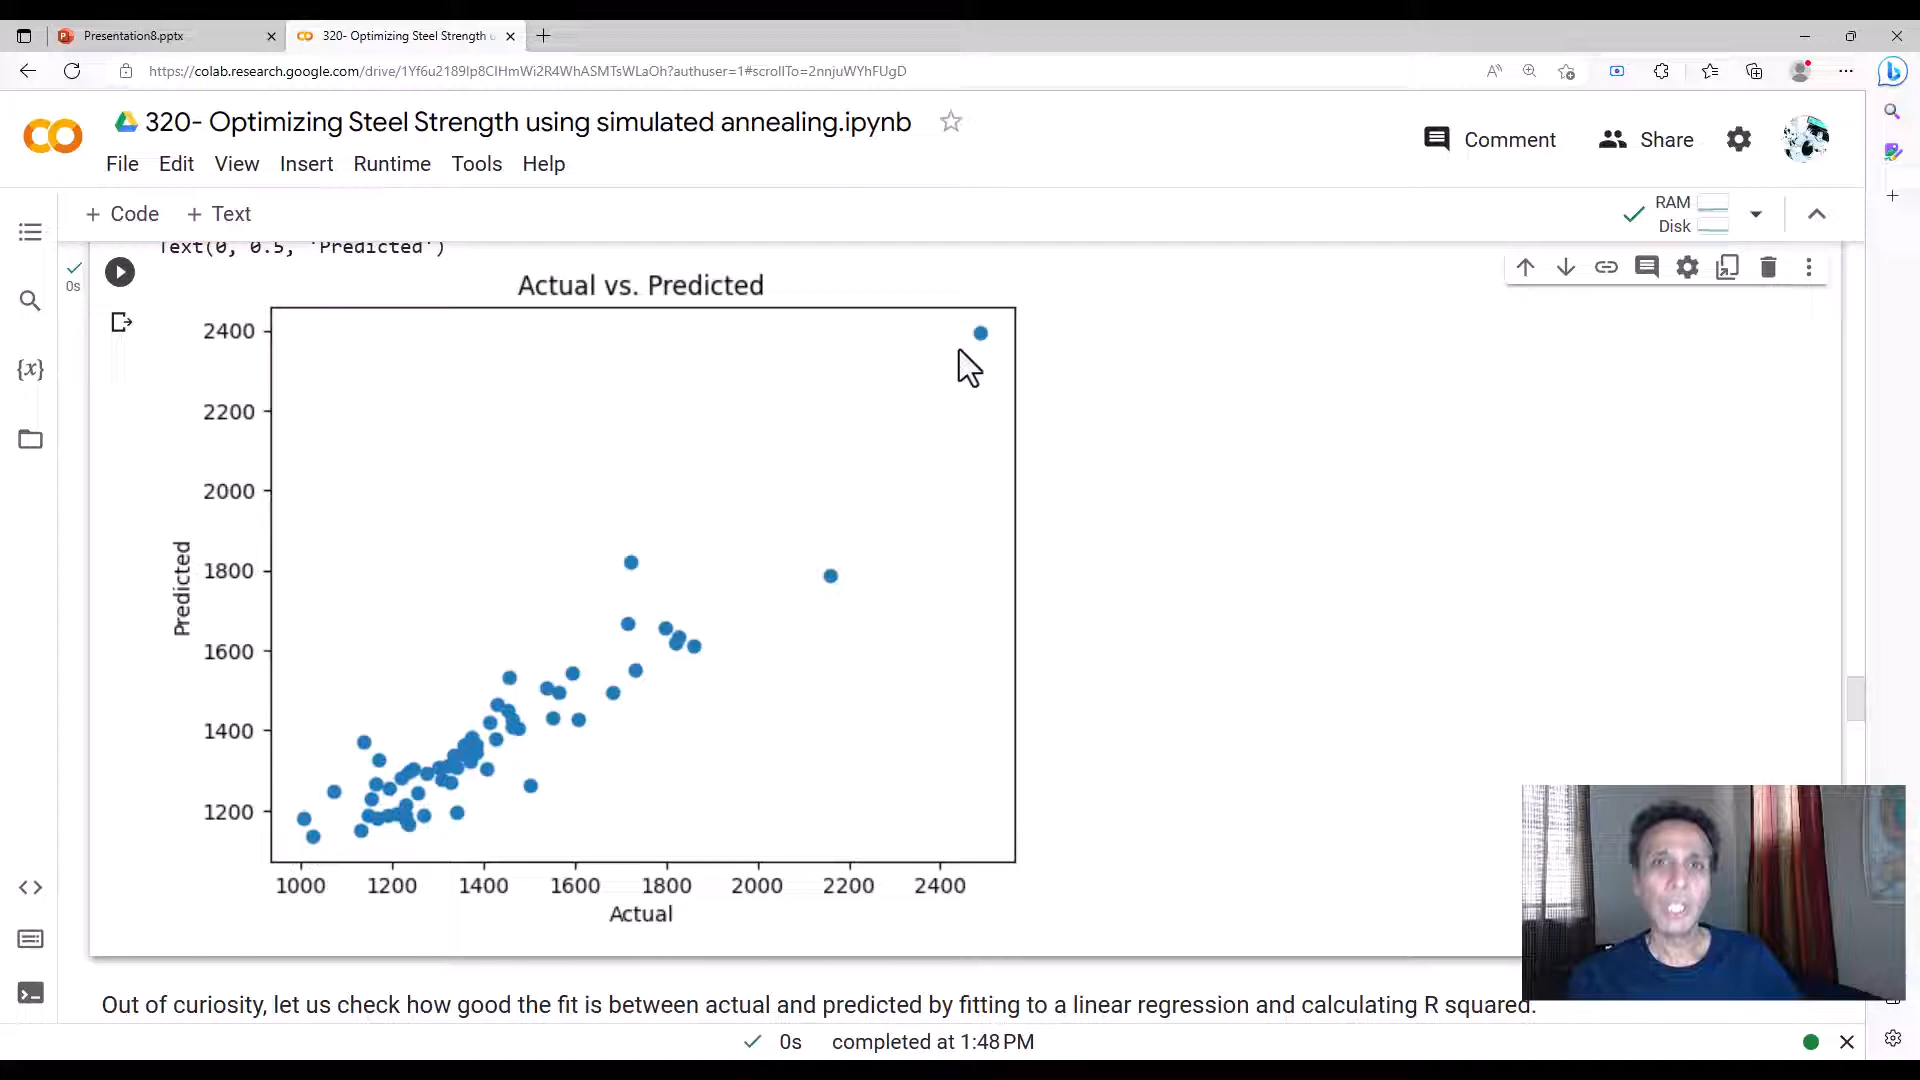 Presentation8.pptx
320- Optimizing Steel Strength u
https://colab.research.google.com/drive/1Yf6u2189Ip8CIHmWi2R4WhASMTsWLaOh?authuser=1#scrollTo=2nnjuWYhFUgD
320- Optimizing Steel Strength using simulated annealing.ipynb
File Edit View Insert Runtime Tools Help
Comment
Share
+ Code + Text
RAM
Disk
Text(0, 0.5, 'Predicted')
0s
Actual vs. Predicted
2400
2200
2000
1800
1600
1400
1200
Predicted
1000 1200 1400 1600 1800 2000 2200 2400
Actual
Out of curiosity, let us check how good the fit is between actual and predicted by fitting to a linear regression and calculating R squared.
0s completed at 1:48 PM